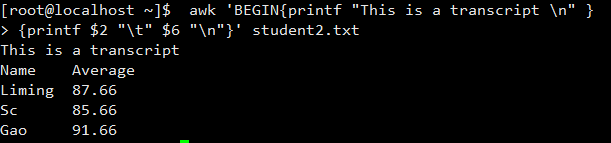 [root@localhost ~]$  awk 'BEGIN{printf "This is a transcript \n" }
> {printf $2 "\t" $6 "\n"}' student2.txt
This is a transcript
Name    Average
Liming  87.66
Sc      85.66
Gao     91.66